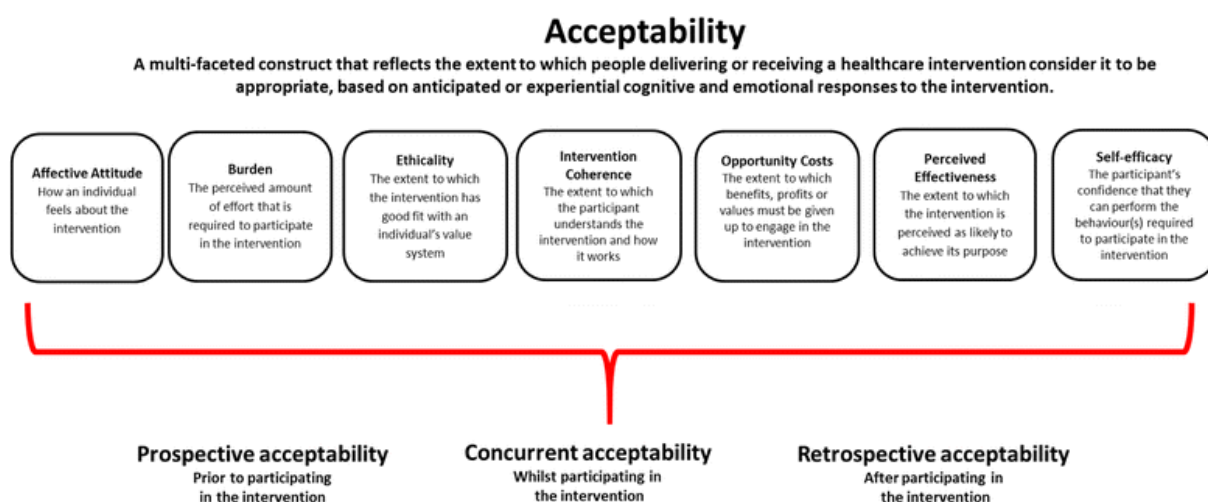 Acceptability
A multi-faceted construct that reflects the extent to which people delivering or receiving a healthcare intervention consider it to be
appropriate, based on anticipated or experiential cognitive and emotional responses to the intervention.
Affective Attitude
How an individual
feels about the
intervention
Burden
The perceived amount
of effort that is
required to participate
in the intervention
Ethicality
The extent to which
the intervention has
good fit with an
individual's value
system
Intervention
Coherence
The extent to which
the participant
understands the
intervention and how
it works
Opportunity Costs
The extent to which
benefits, profits or
values must be given
up to engage in the
intervention
Perceived
Effectiveness
The extent to which
the intervention is
perceived as likely to
achieve its purpose
Self-efficacy
The participant's
confidence that they
can perform the
behaviour(s) required
to participate in the
intervention
Prospective acceptability
Prior to participating
in the intervention
Concurrent acceptability
Whilst participating in
the intervention
Retrospective acceptability
After participating in
the intervention